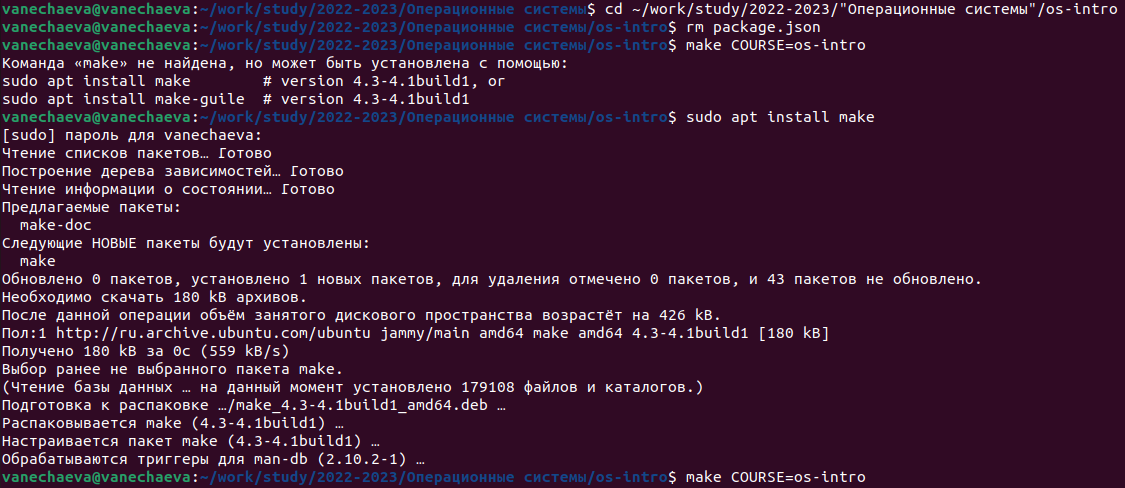 vanechaeva@vanechaeva:~/work/study/2022-2023/Операционные системы$ cd ~/work/study/2022-2023/"Операционные системы"/os-intro
vanechaeva@vanechaeva:~/work/study/2022-2023/Операционные системы/os-intro$ rm package.json
vanechaeva@vanechaeva:~/work/study/2022-2023/Операционные системы/os-intro$ make COURSE=os-intro
Команда «make» не найдена, но может быть установлена с помощью:
sudo apt install make        # version 4.3-4.1build1, or
sudo apt install make-guile  # version 4.3-4.1build1
vanechaeva@vanechaeva:~/work/study/2022-2023/Операционные системы/os-intro$ sudo apt install make
[sudo] пароль для vanechaeva:
Чтение списков пакетов… Готово
Построение дерева зависимостей… Готово
Чтение информации о состоянии… Готово
Предлагаемые пакеты:
  make-doc
Следующие НОВЫЕ пакеты будут установлены:
  make
Обновлено 0 пакетов, установлено 1 новых пакетов, для удаления отмечено 0 пакетов, и 43 пакетов не обновлено.
Необходимо скачать 180 kB архивов.
После данной операции объём занятого дискового пространства возрастёт на 426 kB.
Пол:1 http://ru.archive.ubuntu.com/ubuntu jammy/main amd64 make amd64 4.3-4.1build1 [180 kB]
Получено 180 kB за 0с (559 kB/s)
Выбор ранее не выбранного пакета make.
(Чтение базы данных … на данный момент установлено 179108 файлов и каталогов.)
Подготовка к распаковке …/make_4.3-4.1build1_amd64.deb …
Распаковывается make (4.3-4.1build1) …
Настраивается пакет make (4.3-4.1build1) …
Обрабатываются триггеры для man-db (2.10.2-1) …
vanechaeva@vanechaeva:~/work/study/2022-2023/Операционные системы/os-intro$ make COURSE=os-intro